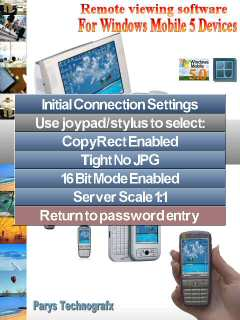 Remote viewing software
For Windows Mobile 5 Devices
Windows
Mobile
5.0
Initial Connection Settings
Use joypad/stylus to select:
CopyRect Enabled
Tight No JPG
16 Bit Mode Enabled
Server Scale 1:1
Return to password entry
Parys Technografx